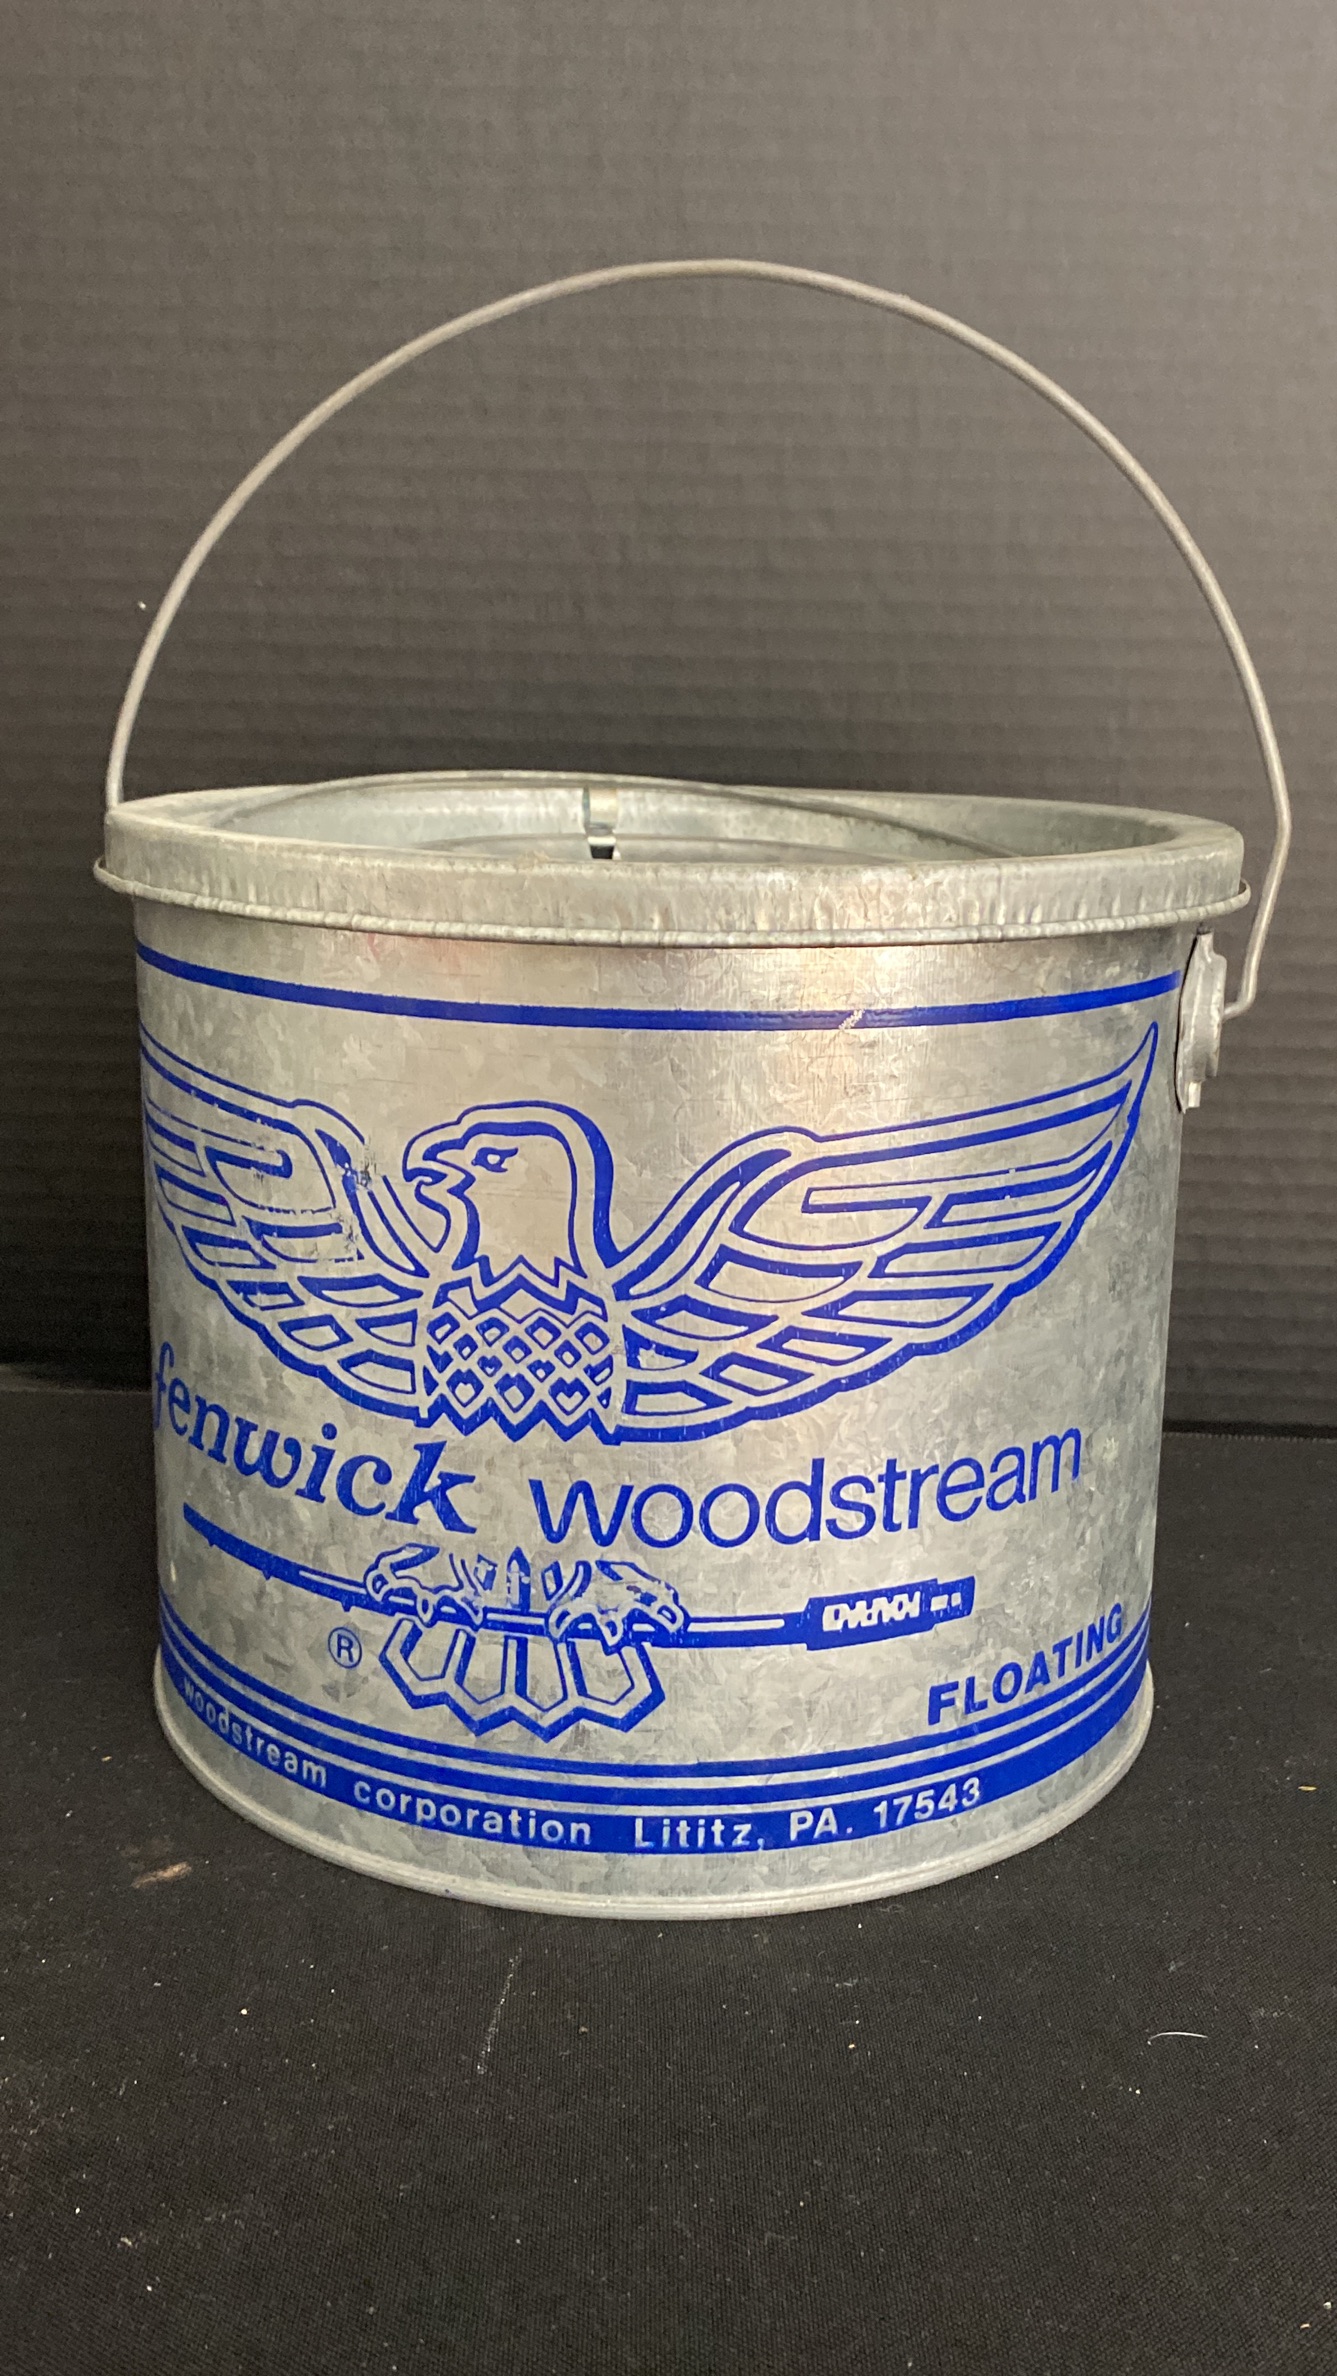 fenwick woodstream
®
FLOATING
woodstream corporation Lititz, PA. 17543